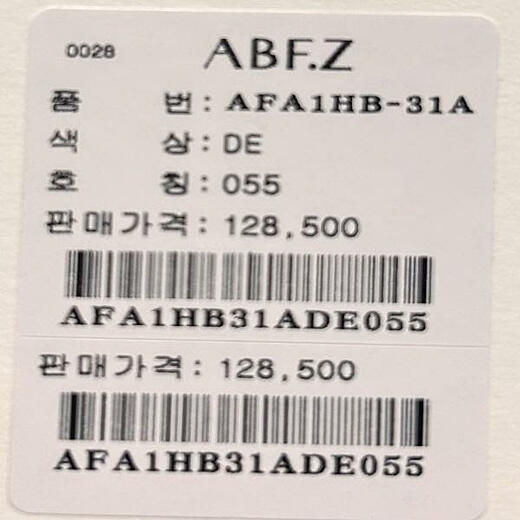 0028 ABF.Z
품 번 : AFA1HB-31A
색 상 : DE
호 칭 : 055
판매가격 : 128,500
AFA1HB31ADE055
판매가격 : 128,500
AFA1HB31ADE055